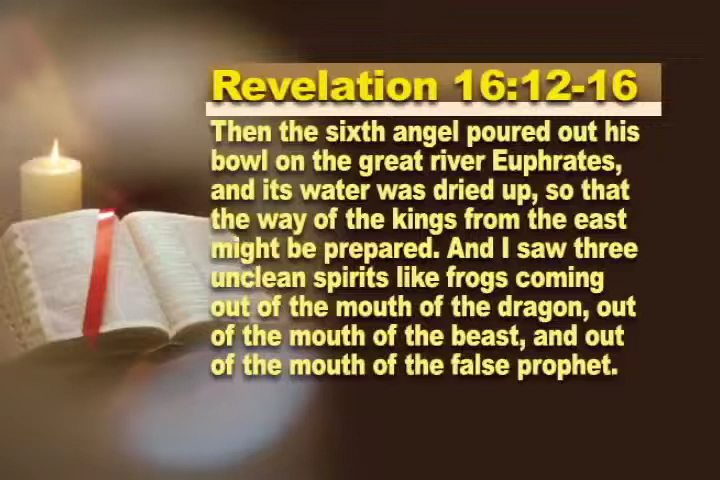 Revelation 16:12-16
Then the sixth angel poured out his
bowl on the great river Euphrates,
and its water was dried up, so that
the way of the kings from the east
might be prepared. And I saw three
unclean spirits like frogs coming
out of the mouth of the dragon, out
of the mouth of the beast, and out
of the mouth of the false prophet.